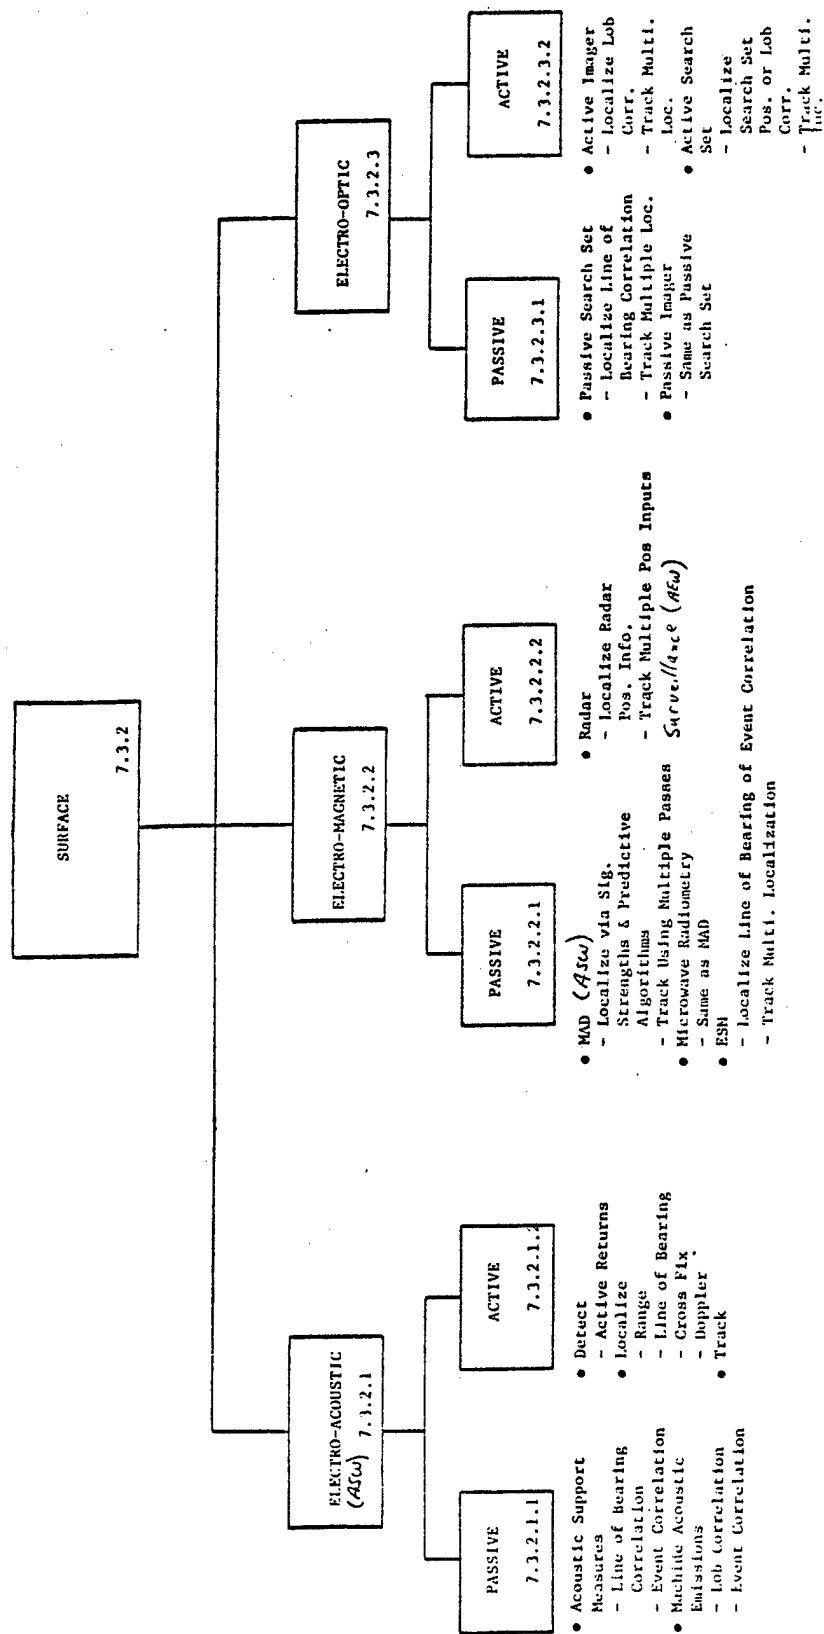 SURFACE
7.3.2
ELECTRO-ACOUSTIC
(ASW) 7.3.2.1
PASSIVE
7.3.2.1.1
• Acoustic Support
Measures
- Line of Bearing
Correlation
- Event Correlation
• Machine Acoustic
Emissions
- Lob Correlation
- Event Correlation
ACTIVE
7.3.2.1.2
• Detect
- Active Returns
• Localize
- Range
- Line of Bearing
- Cross Fix
- Doppler
• Track
ELECTRO-MAGNETIC
7.3.2.2
PASSIVE
7.3.2.2.1
• MAD (ASW)
- Localize via Sig.
Strengths & Predictive
Algorithms
- Track Using Multiple Passes
• Microwave Radiometry
- Same as MAD
• ESM
- Localize Line of Bearing of Event Correlation
- Track Multi. Localization
ACTIVE
7.3.2.2.2
• Radar
- Localize Radar
Pos. Info.
- Track Multiple Pos Inputs
Surveillance (AEW)
ELECTRO-OPTIC
7.3.2.3
PASSIVE
7.3.2.3.1
• Passive Search Set
- Localize Line of
Bearing Correlation
- Track Multiple Loc.
• Passive Imager
- Same as Passive
Search Set
ACTIVE
7.3.2.3.2
• Active Imager
- Localize Lob
Corr.
- Track Multi.
Loc.
• Active Search
Set
- Localize
Search Set
Pos. or Lob
Corr.
- Track Multi.
Loc.